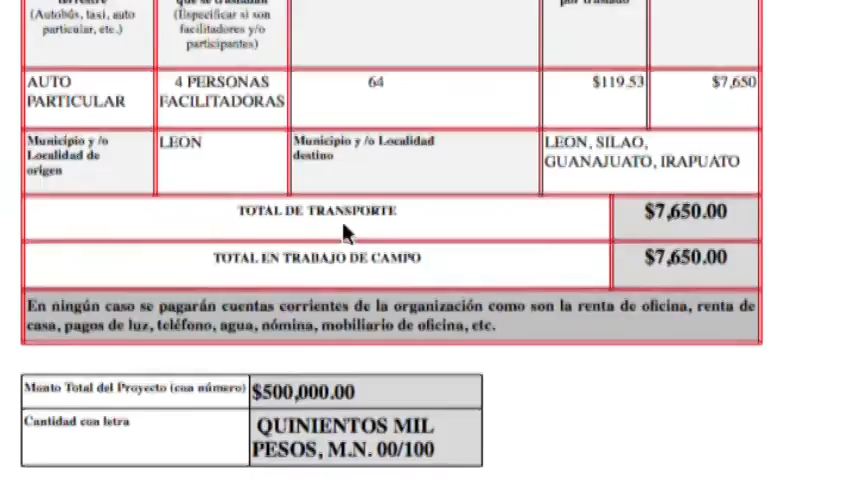 (Autobús, taxi, auto
particular, etc.)
que se trasladan
(Especificar si son
facilitadores y/o
participantes)
por traslado
AUTO
PARTICULAR
4 PERSONAS
FACILITADORAS
64
$119.53
$7,650
Municipio y /o
Localidad de
origen
LEON
Municipio y /o Localidad
destino
LEON, SILAO,
GUANAJUATO, IRAPUATO
TOTAL DE TRANSPORTE
$7,650.00
TOTAL EN TRABAJO DE CAMPO
$7,650.00
En ningún caso se pagarán cuentas corrientes de la organización como son la renta de oficina, renta de
casa, pagos de luz, teléfono, agua, nómina, mobiliario de oficina, etc.
Monto Total del Proyecto (con número)
$500,000.00
Cantidad con letra
QUINIENTOS MIL
PESOS, M.N. 00/100